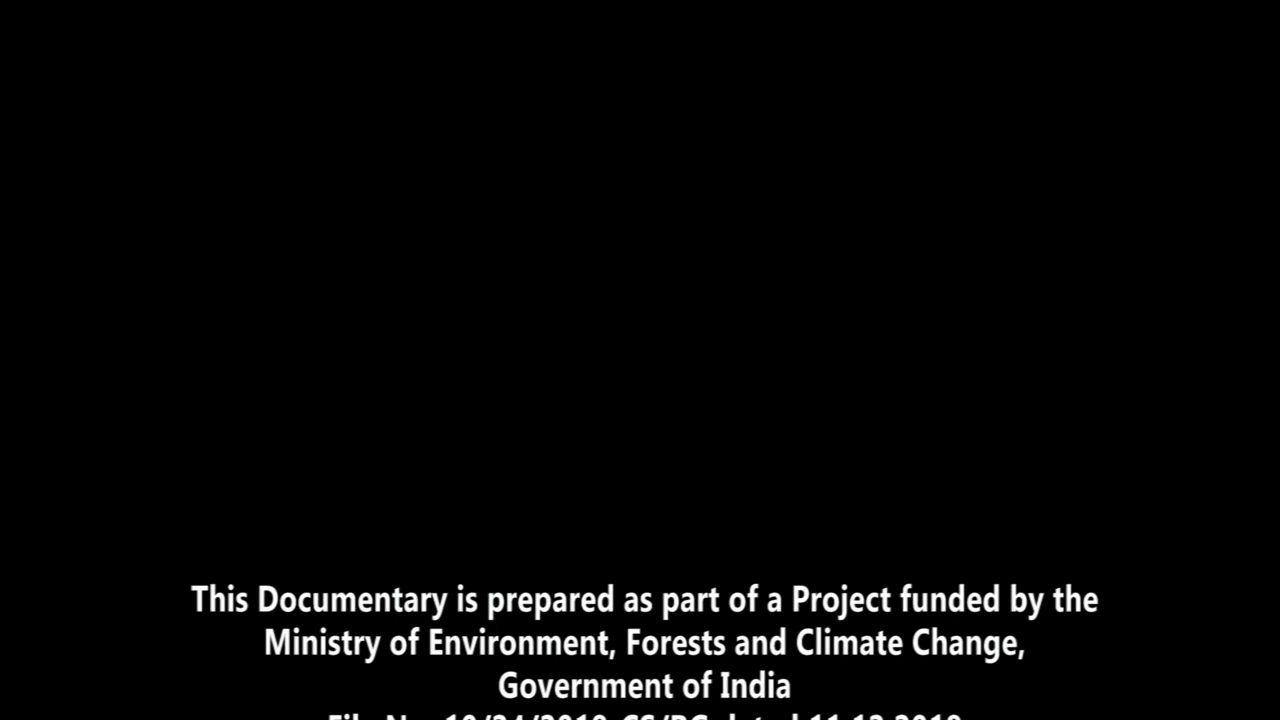 This Documentary is prepared as part of a Project funded by the
Ministry of Environment, Forests and Climate Change,
Government of India